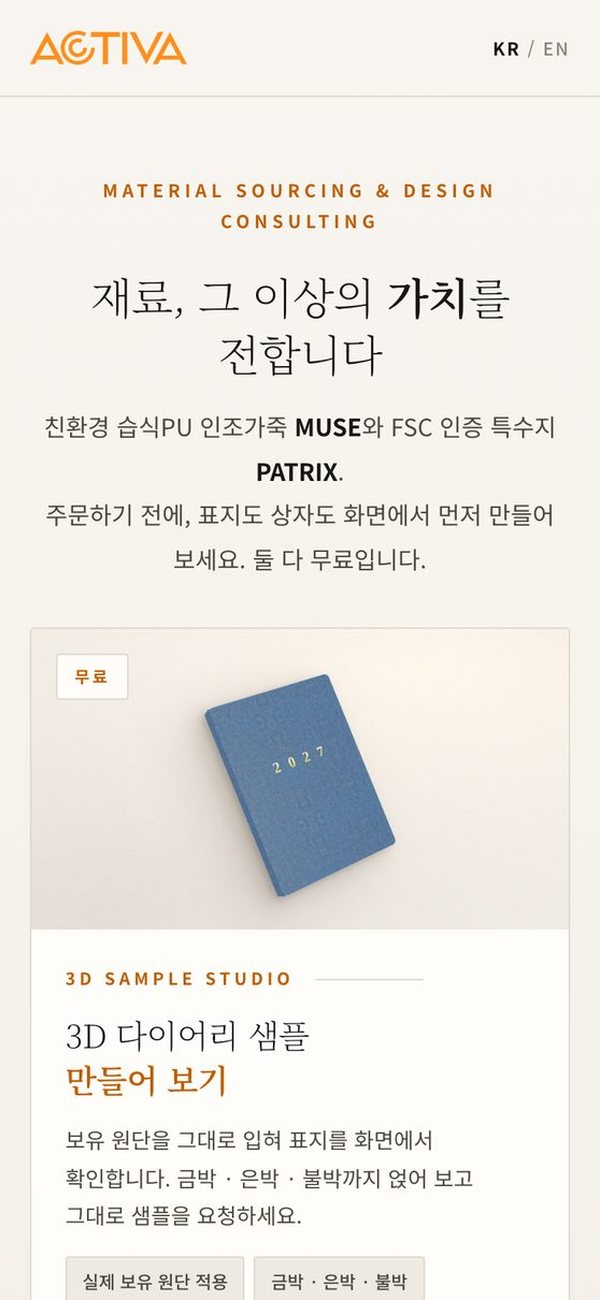 ACTIVA
KR / EN
MATERIAL SOURCING & DESIGN
CONSULTING
재료, 그 이상의 가치를
전합니다
친환경 습식PU 인조가죽 MUSE와 FSC 인증 특수지
PATRIX.
주문하기 전에, 표지도 상자도 화면에서 먼저 만들어
보세요. 둘 다 무료입니다.
무료
2027
3D SAMPLE STUDIO
3D 다이어리 샘플
만들어 보기
보유 원단을 그대로 입혀 표지를 화면에서
확인합니다. 금박 · 은박 · 불박까지 얹어 보고
그대로 샘플을 요청하세요.
실제 보유 원단 적용
금박 · 은박 · 불박